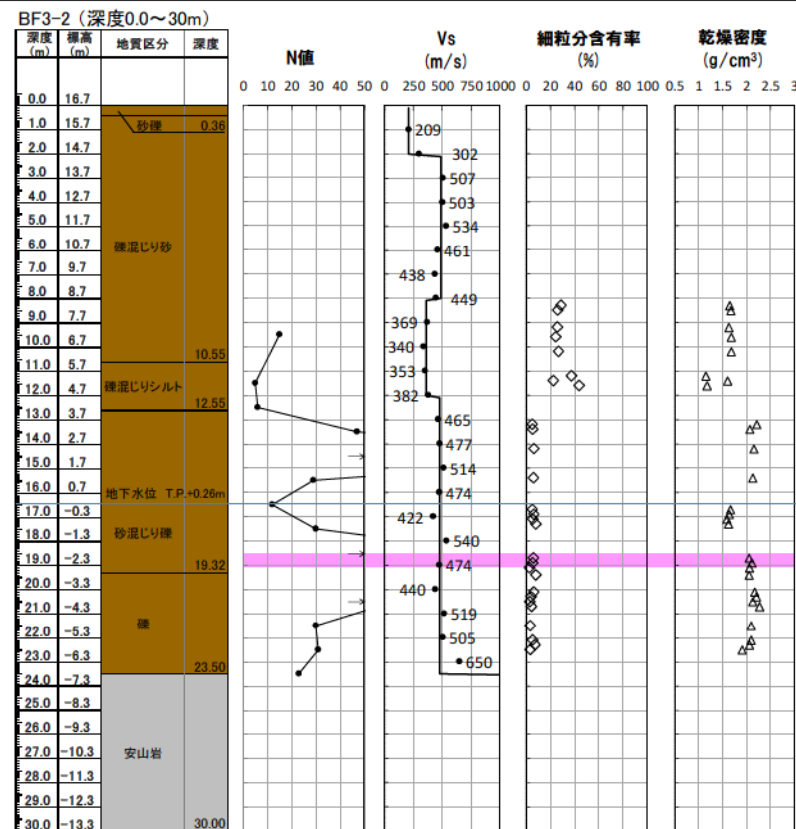 BF3-2（深度0.0～30m）
深度(m) 標高(m) 地質区分 深度
N値
Vs (m/s)
細粒分含有率 (%)
乾燥密度 (g/cm³)
0 10 20 30 40 50
0 250 500 750 1000
0 20 40 60 80 100
0.5 1 1.5 2 2.5 3
0.0 16.7
1.0 15.7 砂礫 0.36 209
2.0 14.7 302
3.0 13.7 507
4.0 12.7 503
5.0 11.7 534
6.0 10.7 礫混じり砂 461
7.0 9.7 438
8.0 8.7 449
9.0 7.7 369
10.0 6.7 340
10.55
11.0 5.7 353
12.0 4.7 礫混じりシルト 382
12.55
13.0 3.7 465
14.0 2.7 477
15.0 1.7 514
16.0 0.7 地下水位 T.P.+0.26m 474
17.0 -0.3 422
18.0 -1.3 砂混じり礫 540
19.0 -2.3 19.32 474
20.0 -3.3 440
21.0 -4.3 519
22.0 -5.3 礫 505
23.0 -6.3 650
23.50
24.0 -7.3
25.0 -8.3
26.0 -9.3
27.0 -10.3 安山岩
28.0 -11.3
29.0 -12.3
30.0 -13.3 30.00